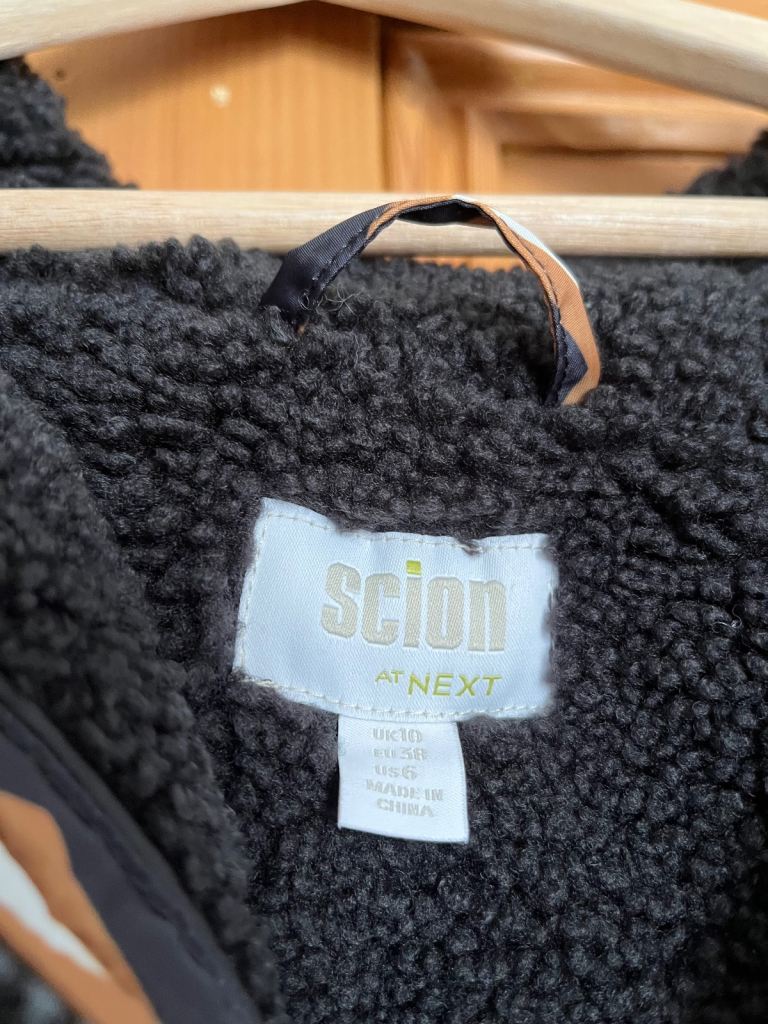 scion
AT NEXT
UK10
EU38
US6
MADE IN
CHINA